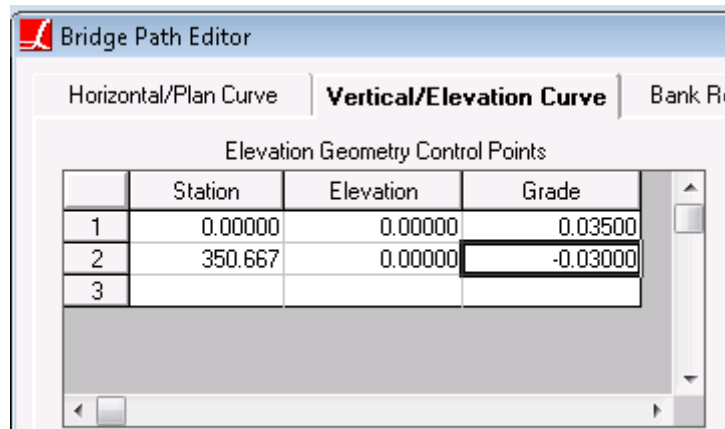 Bridge Path Editor
Horizontal/Plan Curve Vertical/Elevation Curve Bank R
Elevation Geometry Control Points
Station Elevation Grade
1 0.00000 0.00000 0.03500
2 350.667 0.00000 -0.03000
3